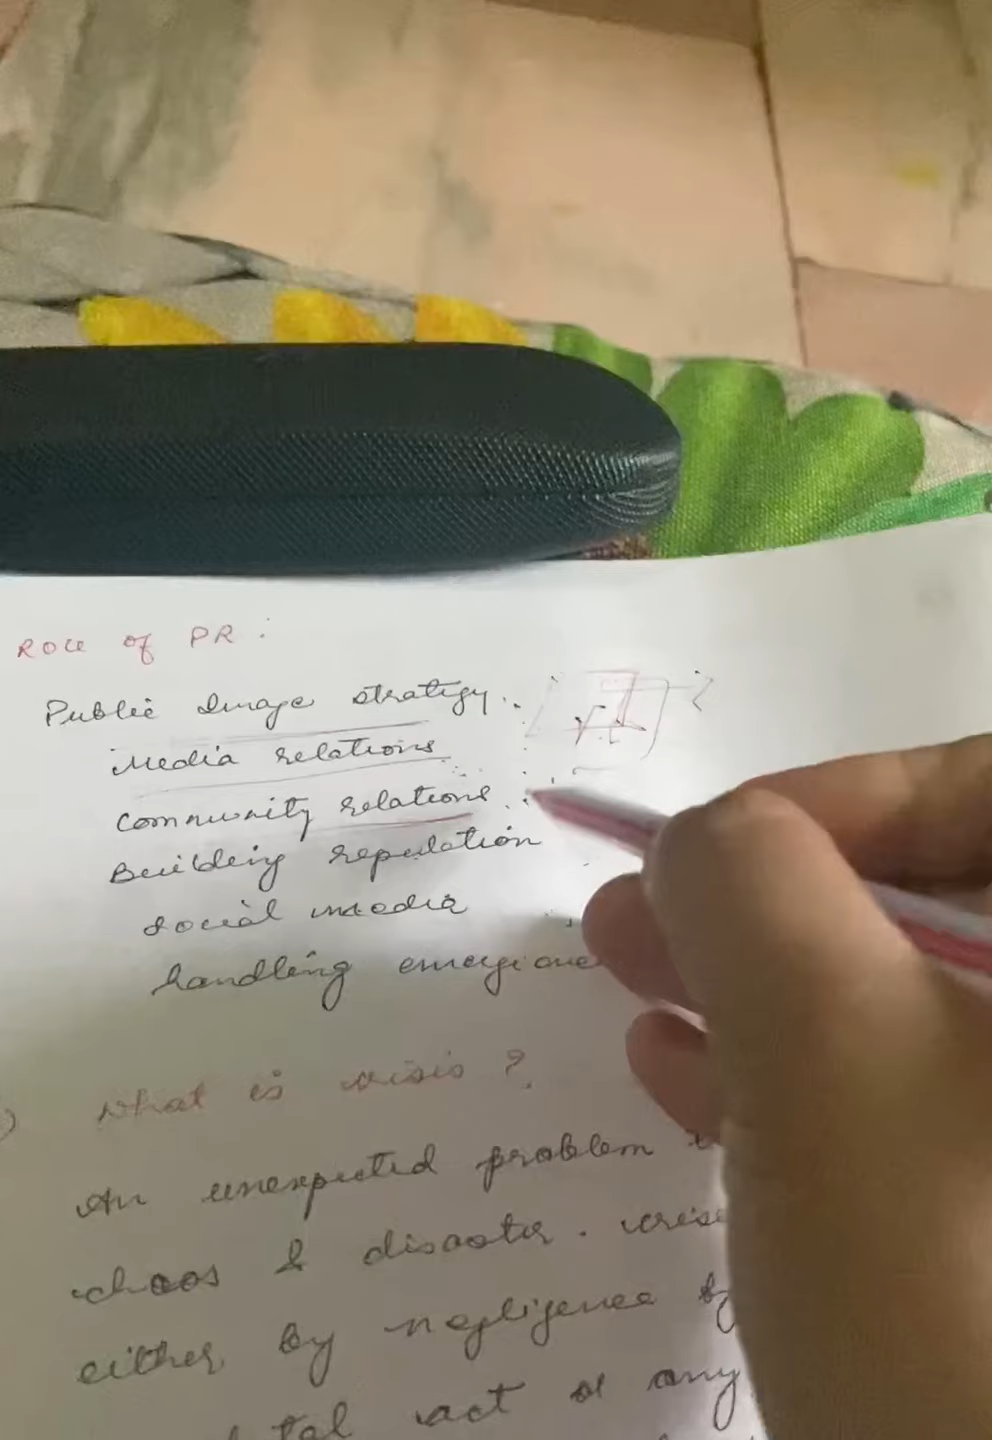 ROLE of PR :
Public Image strategy.
Media relations
Community relations.
Building reputation
social media
handling
What is crisis ?
An unexpected problem
chaos & disaster.
either by negligence
act or any